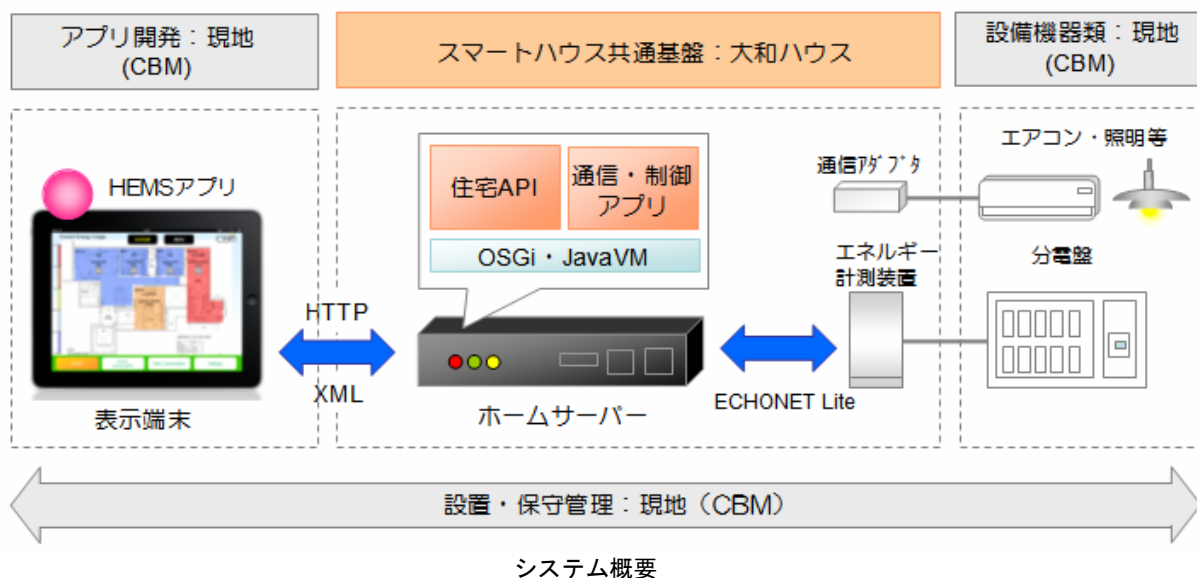 アプリ開発：現地
(CBM)
スマートハウス共通基盤：大和ハウス
設備機器類：現地
(CBM)
HEMSアプリ
住宅API
通信・制御
アプリ
OSGi・JavaVM
通信ｱﾀﾞﾌﾟﾀ
エアコン・照明等
エネルギー
計測装置
分電盤
HTTP
XML
ECHONET Lite
表示端末
ホームサーバー
設置・保守管理：現地（CBM）
システム概要